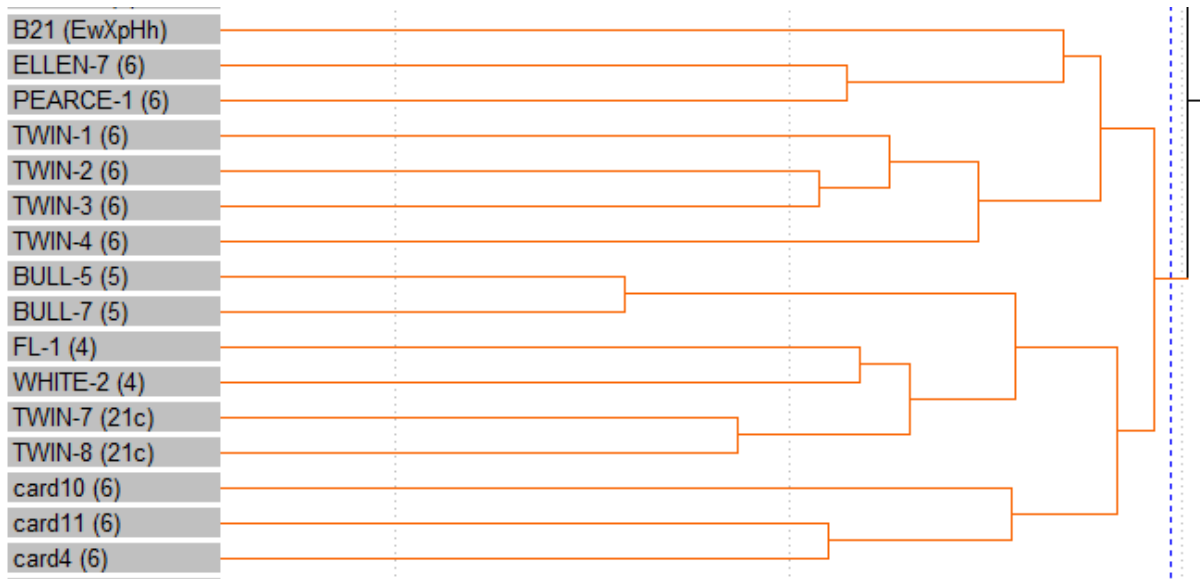 B21 (EwXpHh)
ELLEN-7 (6)
PEARCE-1 (6)
TWIN-1 (6)
TWIN-2 (6)
TWIN-3 (6)
TWIN-4 (6)
BULL-5 (5)
BULL-7 (5)
FL-1 (4)
WHITE-2 (4)
TWIN-7 (21c)
TWIN-8 (21c)
card10 (6)
card11 (6)
card4 (6)